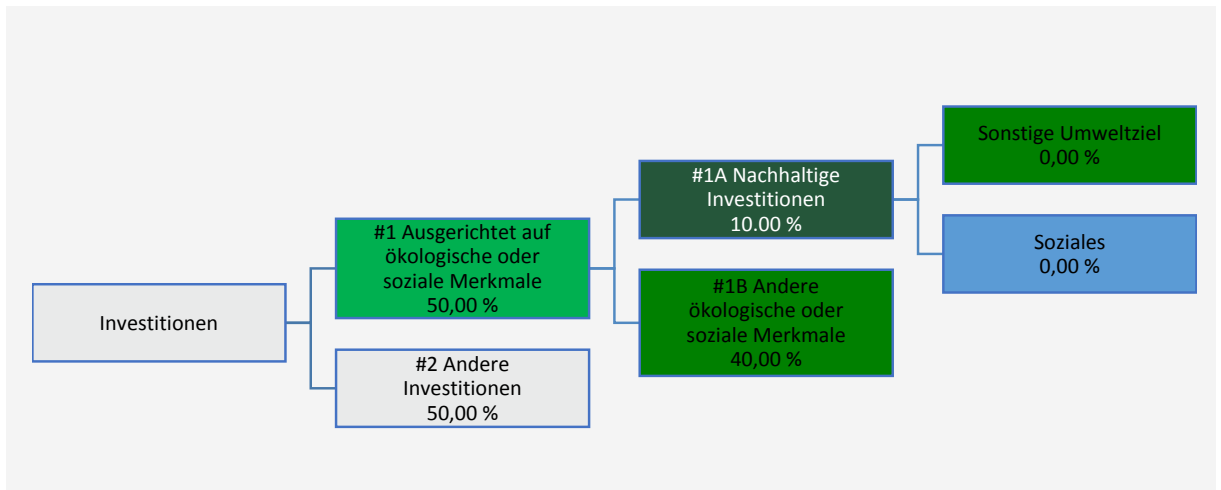 Investitionen
#1 Ausgerichtet auf
ökologische oder
soziale Merkmale
50,00 %
#2 Andere
Investitionen
50,00 %
#1A Nachhaltige
Investitionen
10.00 %
#1B Andere
ökologische oder
soziale Merkmale
40,00 %
Sonstige Umweltziel
0,00 %
Soziales
0,00 %